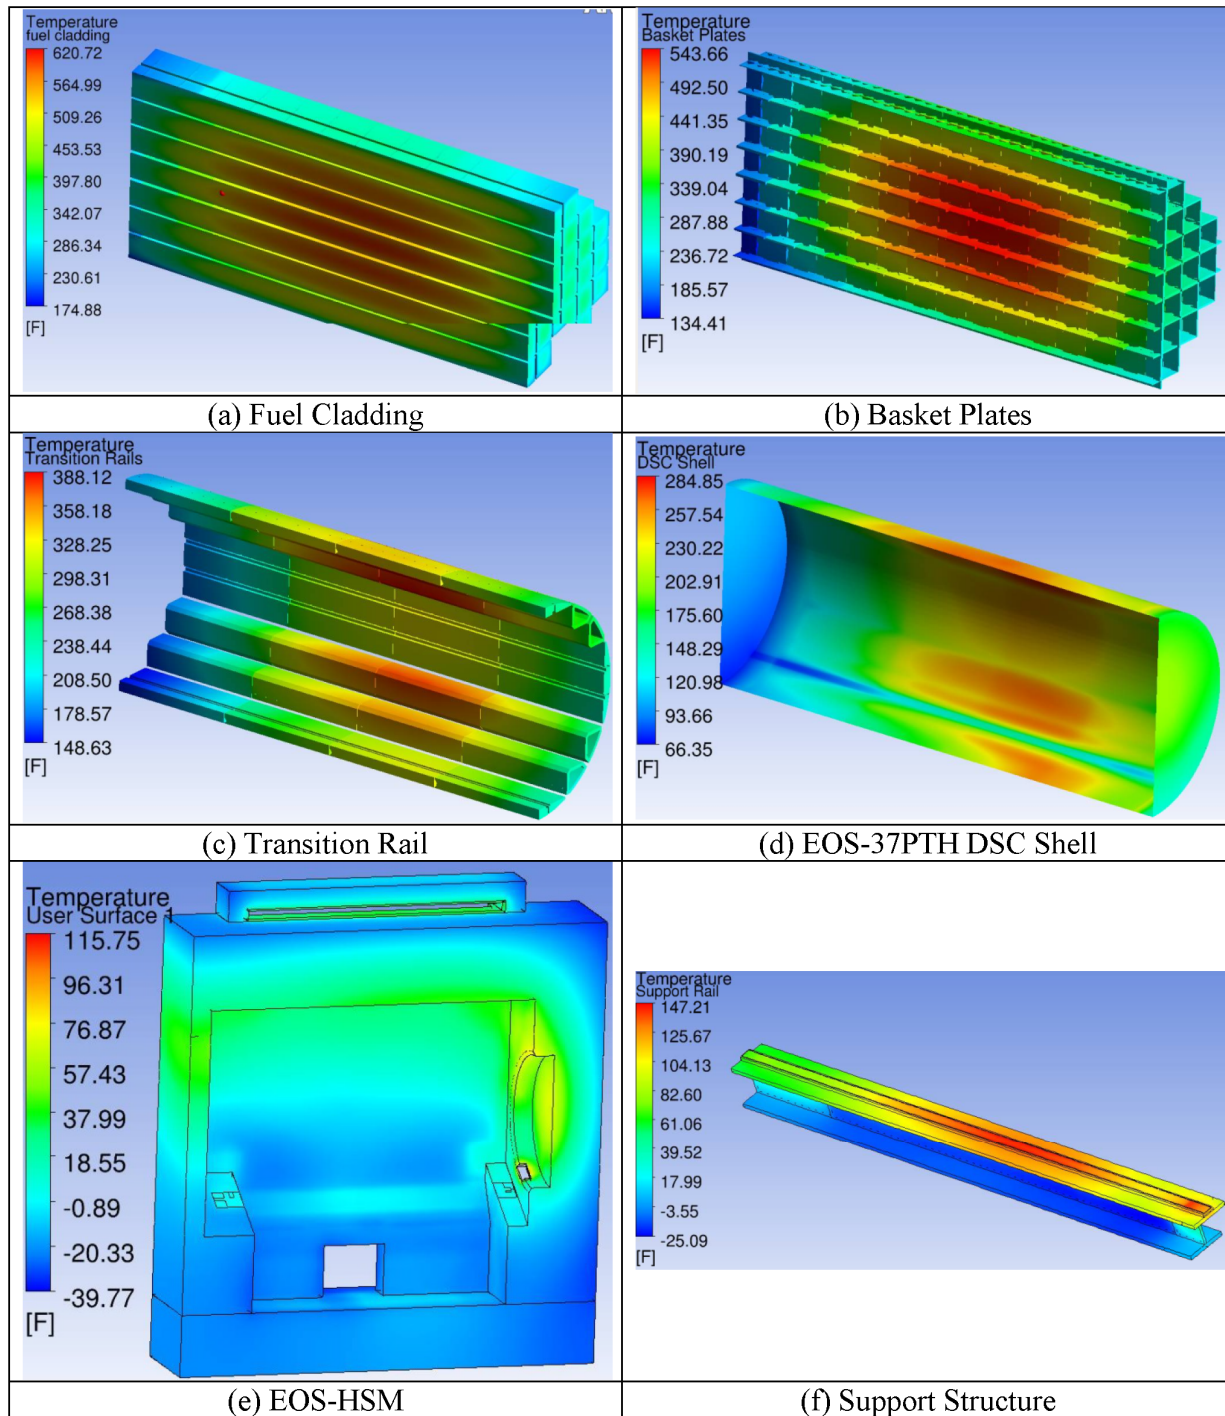 Temperature
fuel cladding
620.72
564.99
509.26
453.53
397.80
342.07
286.34
230.61
174.88
[F]
(a) Fuel Cladding
Temperature
Basket Plates
543.66
492.50
441.35
390.19
339.04
287.88
236.72
185.57
134.41
[F]
(b) Basket Plates
Temperature
Transition Rails
388.12
358.18
328.25
298.31
268.38
238.44
208.50
178.57
148.63
[F]
(c) Transition Rail
Temperature
DSC Shell
284.85
257.54
230.22
202.91
175.60
148.29
120.98
93.66
66.35
[F]
(d) EOS-37PTH DSC Shell
Temperature
User Surface 1
115.75
96.31
76.87
57.43
37.99
18.55
-0.89
-20.33
-39.77
[F]
(e) EOS-HSM
Temperature
Support Rail
147.21
125.67
104.13
82.60
61.06
39.52
17.99
-3.55
-25.09
[F]
(f) Support Structure